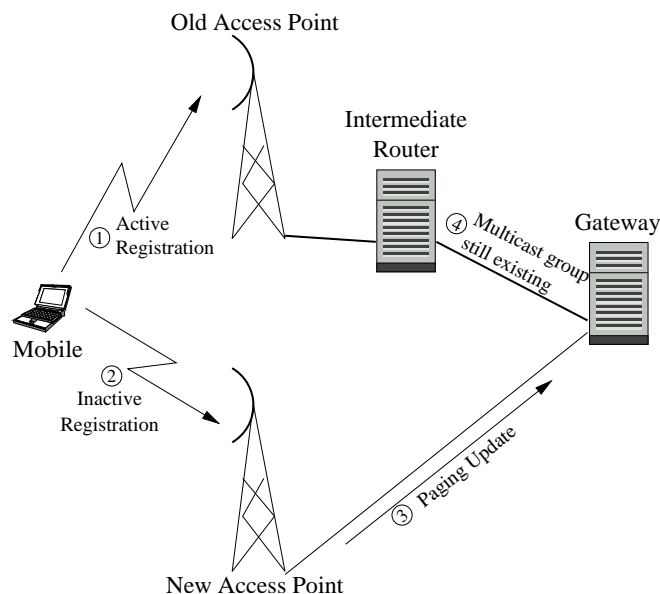 Old Access Point
Intermediate
Router
① Active
Registration
④ Multicast group
still existing
Gateway
Mobile
②
Inactive
Registration
③ Paging Update
New Access Point